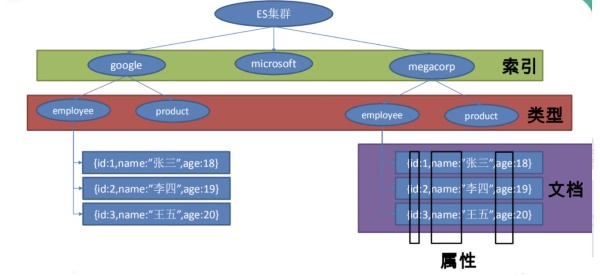 ES集群
google
microsoft
megacorp
索引
employee
product
employee
product
类型
{id:1,name:"张三",age:18}
{id:2,name:"李四",age:19}
{id:3,name:"王五",age:20}
{id:1,name:"张三",age:18}
{id:2,name:"李四",age:19}
{id:3,name:"王五",age:20}
文档
属性